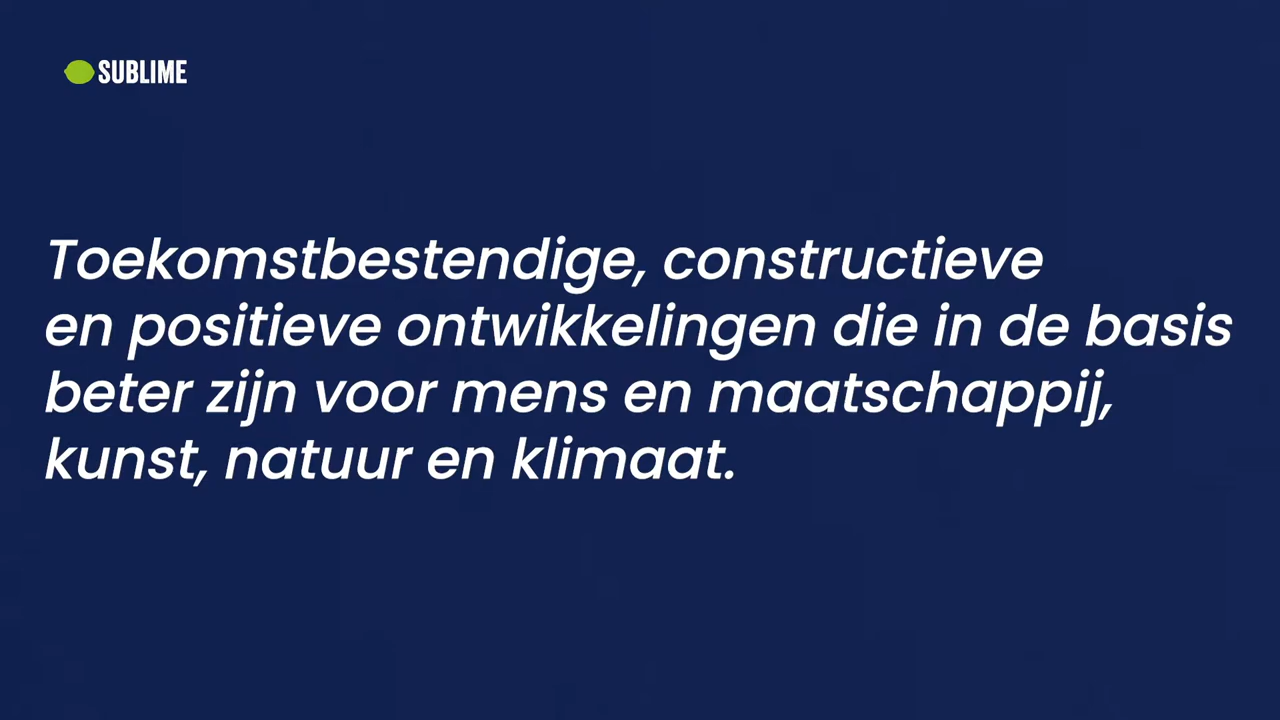 SUBLIME
Toekomstbestendige, constructieve
en positieve ontwikkelingen die in de basis
beter zijn voor mens en maatschappij,
kunst, natuur en klimaat.